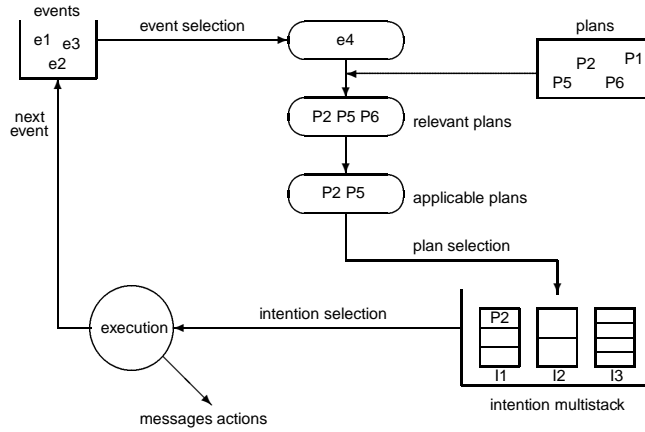 events
e1 e3
e2
event selection
e4
plans
P1
P2
P5 P6
next
event
P2 P5 P6
relevant plans
P2 P5
applicable plans
plan selection
execution
intention selection
P2
I1 I2 I3
messages actions
intention multistack